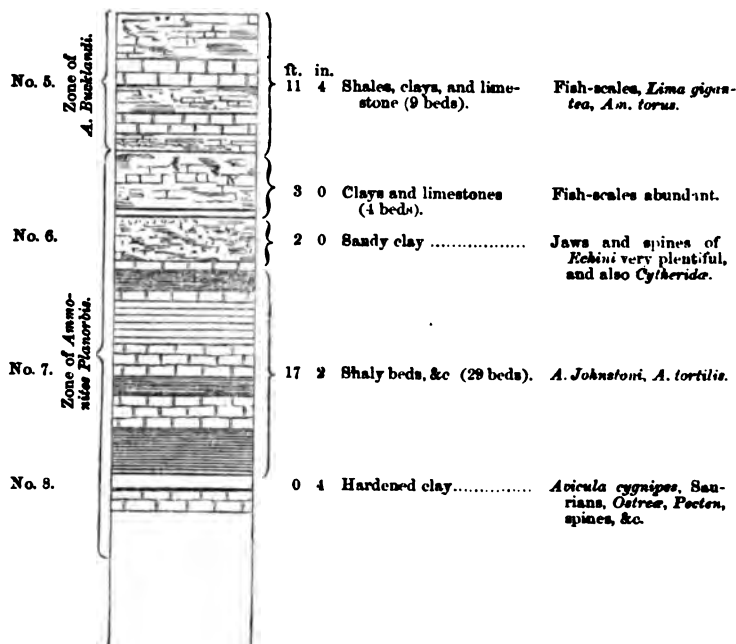 ft. in.
No. 5.
Zone of
A. Bucklandi.
11 4 Shales, clays, and lime-
stone (9 beds).
Fish-scales, Lima gigan-
tea, Am. torus.
3 0 Clays and limestones
(4 beds).
Fish-scales abundant.
No. 6.
2 0 Sandy clay ..................
Jaws and spines of
Echini very plentiful,
and also Cytheridæ.
Zone of Ammo-
nites Planorbis.
No. 7.
17 2 Shaly beds, &c (29 beds).
A. Johnstoni, A. tortilis.
No. 8.
0 4 Hardened clay...............
Avicula cygnipes, Sau-
rians, Ostreæ, Pecten,
spines, &c.